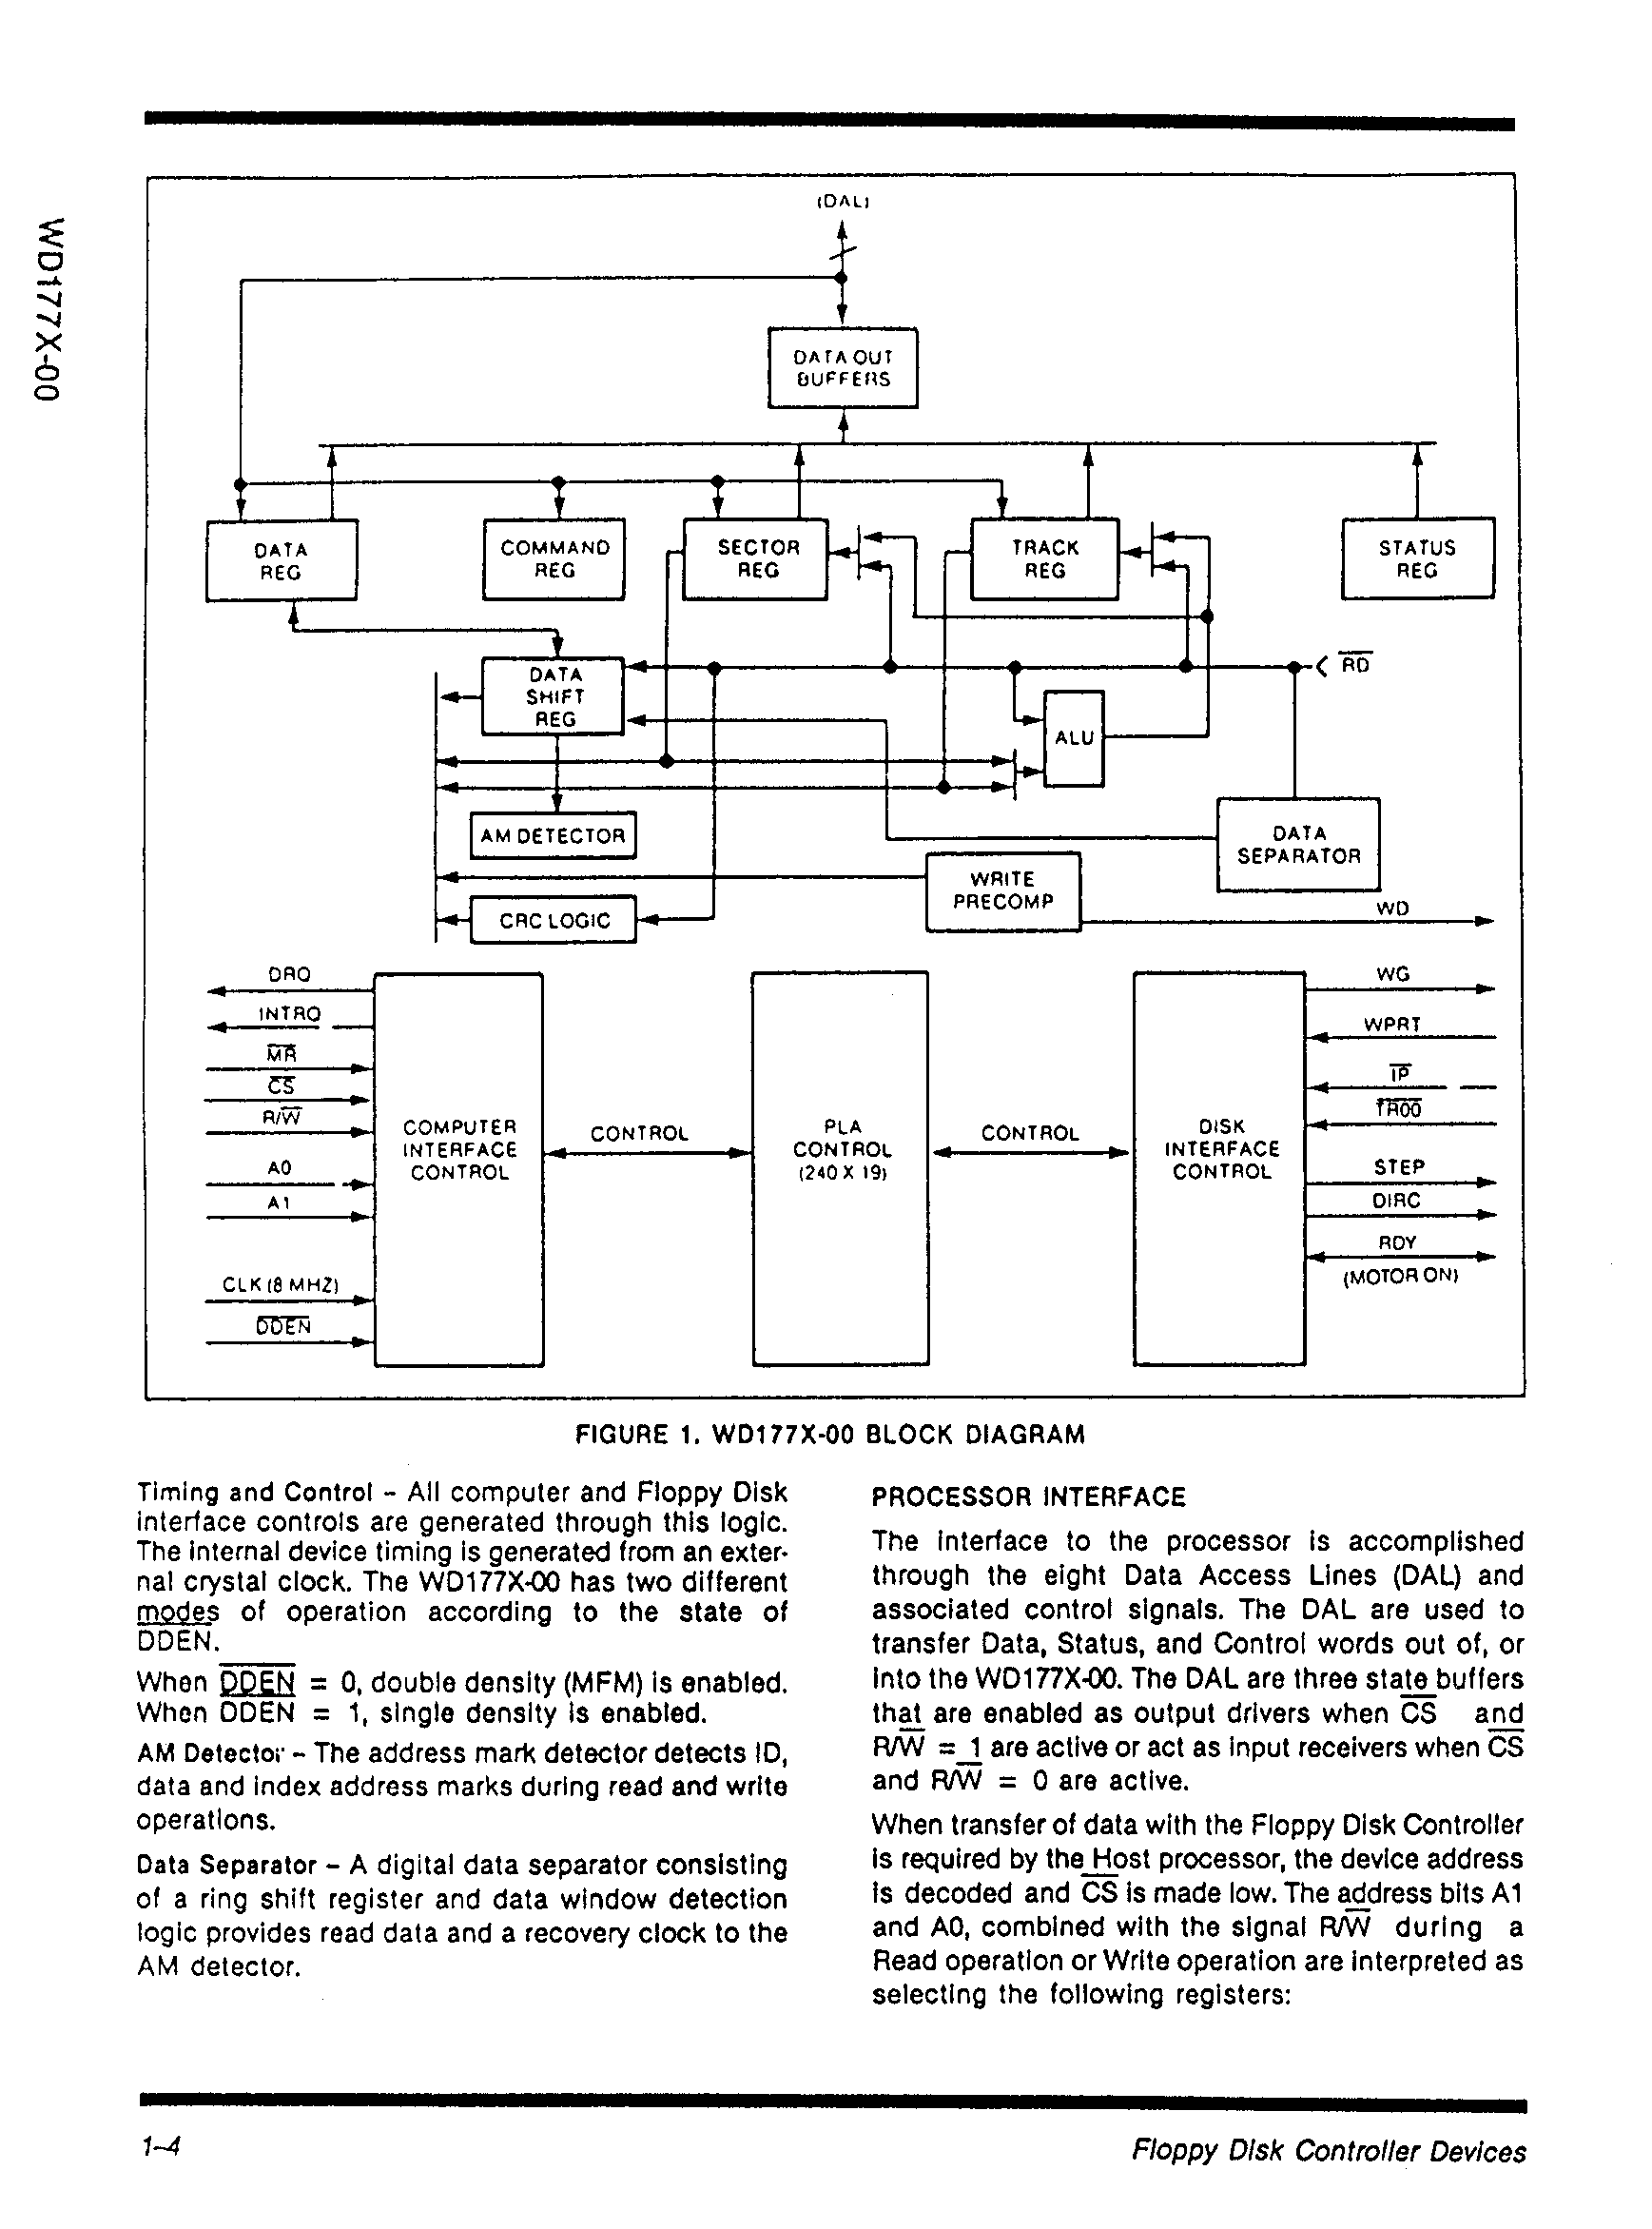 WD177X-00
(DAL)
DATA OUT
BUFFERS
DATA
REG
COMMAND
REG
SECTOR
REG
TRACK
REG
STATUS
REG
DATA
SHIFT
REG
RD
ALU
AM DETECTOR
DATA
SEPARATOR
WRITE
PRECOMP
CRC LOGIC
WD
DRQ
INTRQ
MR
CS
R/W
A0
A1
CLK (8 MHZ)
DDEN
COMPUTER
INTERFACE
CONTROL
CONTROL
PLA
CONTROL
(240 X 19)
CONTROL
DISK
INTERFACE
CONTROL
WG
WPRT
IP
TR00
STEP
DIRC
RDY
(MOTOR ON)
FIGURE 1. WD177X-00 BLOCK DIAGRAM
Timing and Control - All computer and Floppy Disk
interface controls are generated through this logic.
The internal device timing is generated from an exter-
nal crystal clock. The WD177X-00 has two different
modes of operation according to the state of
DDEN.
When DDEN = 0, double density (MFM) is enabled.
When DDEN = 1, single density is enabled.
AM Detector - The address mark detector detects ID,
data and index address marks during read and write
operations.
Data Separator - A digital data separator consisting
of a ring shift register and data window detection
logic provides read data and a recovery clock to the
AM detector.
PROCESSOR INTERFACE
The interface to the processor is accomplished
through the eight Data Access Lines (DAL) and
associated control signals. The DAL are used to
transfer Data, Status, and Control words out of, or
into the WD177X-00. The DAL are three state buffers
that are enabled as output drivers when CS and
R/W = 1 are active or act as input receivers when CS
and R/W = 0 are active.
When transfer of data with the Floppy Disk Controller
is required by the Host processor, the device address
is decoded and CS is made low. The address bits A1
and A0, combined with the signal R/W during a
Read operation or Write operation are interpreted as
selecting the following registers:
1-4
Floppy Disk Controller Devices